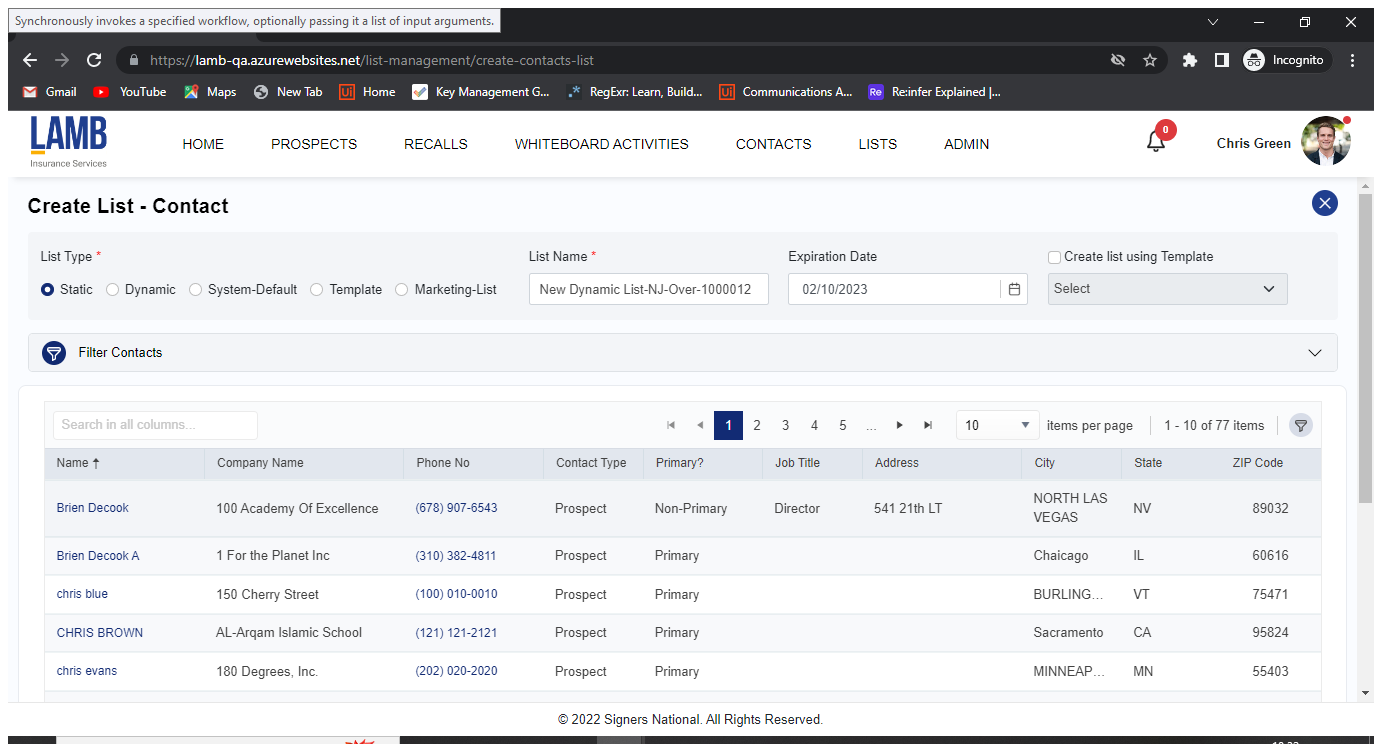 Synchronously invokes a specified workflow, optionally passing it a list of input arguments.
https://lamb-qa.azurewebsites.net/list-management/create-contacts-list
Incognito
Gmail YouTube Maps New Tab Home Key Management G... RegExr: Learn, Build... Communications A... Re:infer Explained |...
LAMB
Insurance Services
HOME PROSPECTS RECALLS WHITEBOARD ACTIVITIES CONTACTS LISTS ADMIN
0
Chris Green
Create List - Contact
List Type * List Name * Expiration Date Create list using Template
Static Dynamic System-Default Template Marketing-List New Dynamic List-NJ-Over-1000012 02/10/2023 Select
Filter Contacts
Search in all columns... 1 2 3 4 5 ... 10 items per page 1 - 10 of 77 items
Name Company Name Phone No Contact Type Primary? Job Title Address City State ZIP Code
Brien Decook 100 Academy Of Excellence (678) 907-6543 Prospect Non-Primary Director 541 21th LT NORTH LAS VEGAS NV 89032
Brien Decook A 1 For the Planet Inc (310) 382-4811 Prospect Primary Chaicago IL 60616
chris blue 150 Cherry Street (100) 010-0010 Prospect Primary BURLING... VT 75471
CHRIS BROWN AL-Arqam Islamic School (121) 121-2121 Prospect Primary Sacramento CA 95824
chris evans 180 Degrees, Inc. (202) 020-2020 Prospect Primary MINNEAP... MN 55403
© 2022 Signers National. All Rights Reserved.